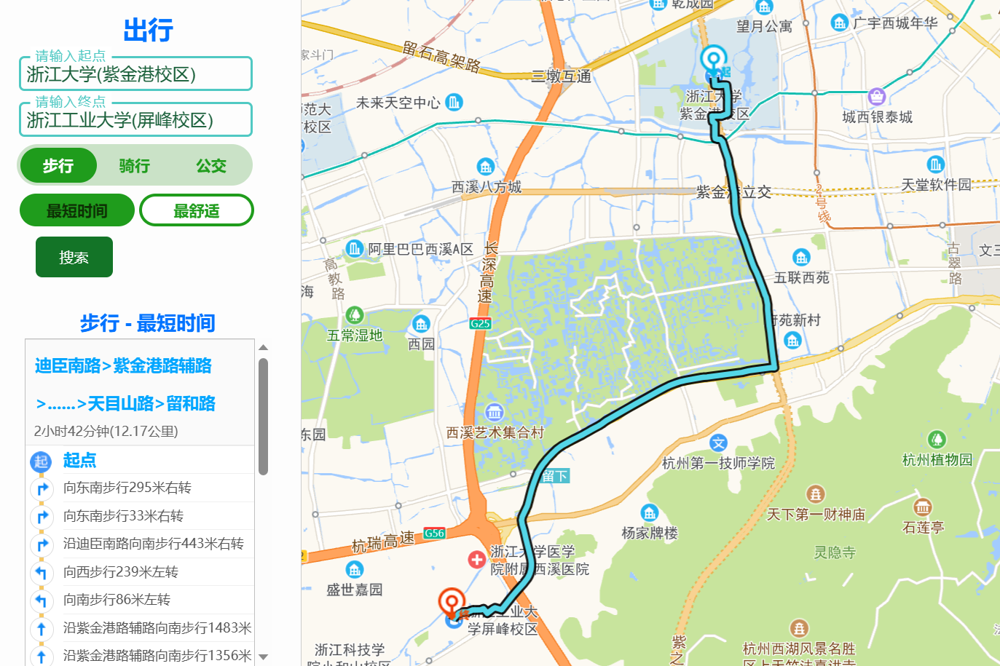 出行
请输入起点
浙江大学(紫金港校区)
请输入终点
浙江工业大学(屏峰校区)
步行
骑行
公交
最短时间
最舒适
搜索
步行 - 最短时间
迪臣南路>紫金港路辅路
>......>天目山路>留和路
2小时42分钟(12.17公里)
起 起点
向东南步行295米右转
向东南步行33米右转
沿迪臣南路向南步行443米右转
向西步行239米左转
向南步行86米左转
沿紫金港路辅路向南步行1483米
沿紫金港路辅路向南步行1356米
乾成园
望月公寓
广宇西城年华
家斗门
留石高架路
三墩互通
起
未来天空中心
浙江大学
紫金港校区
范大
校区
城西银泰城
西溪八方城
紫金港立交
天堂软件园
2号线
阿里巴巴西溪A区
长深高速
高教路
古翠路
文三
五联西苑
海
G25
苑新村
五常湿地
西园
西溪艺术集合村
东园
杭州第一技师学院
杭州植物园
留下
天下第一财神庙
石莲亭
杨家牌楼
G56
杭瑞高速
浙江大学医学
院附属西溪医院
灵隐寺
盛世嘉园
终
浙江工业大
学屏峰校区
浙江科技学
院小和山校区
紫之
杭州西湖风景名胜
区上天竺法喜讲寺